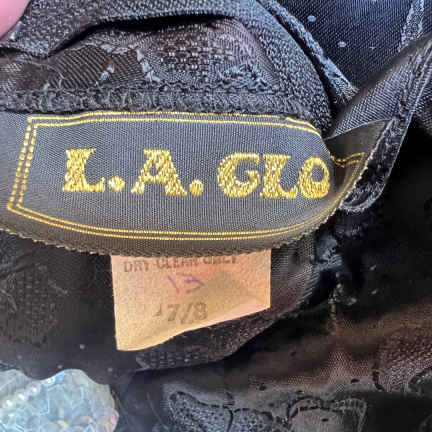 L.A. GLO
DRY CLEAN ONLY
13
7/8